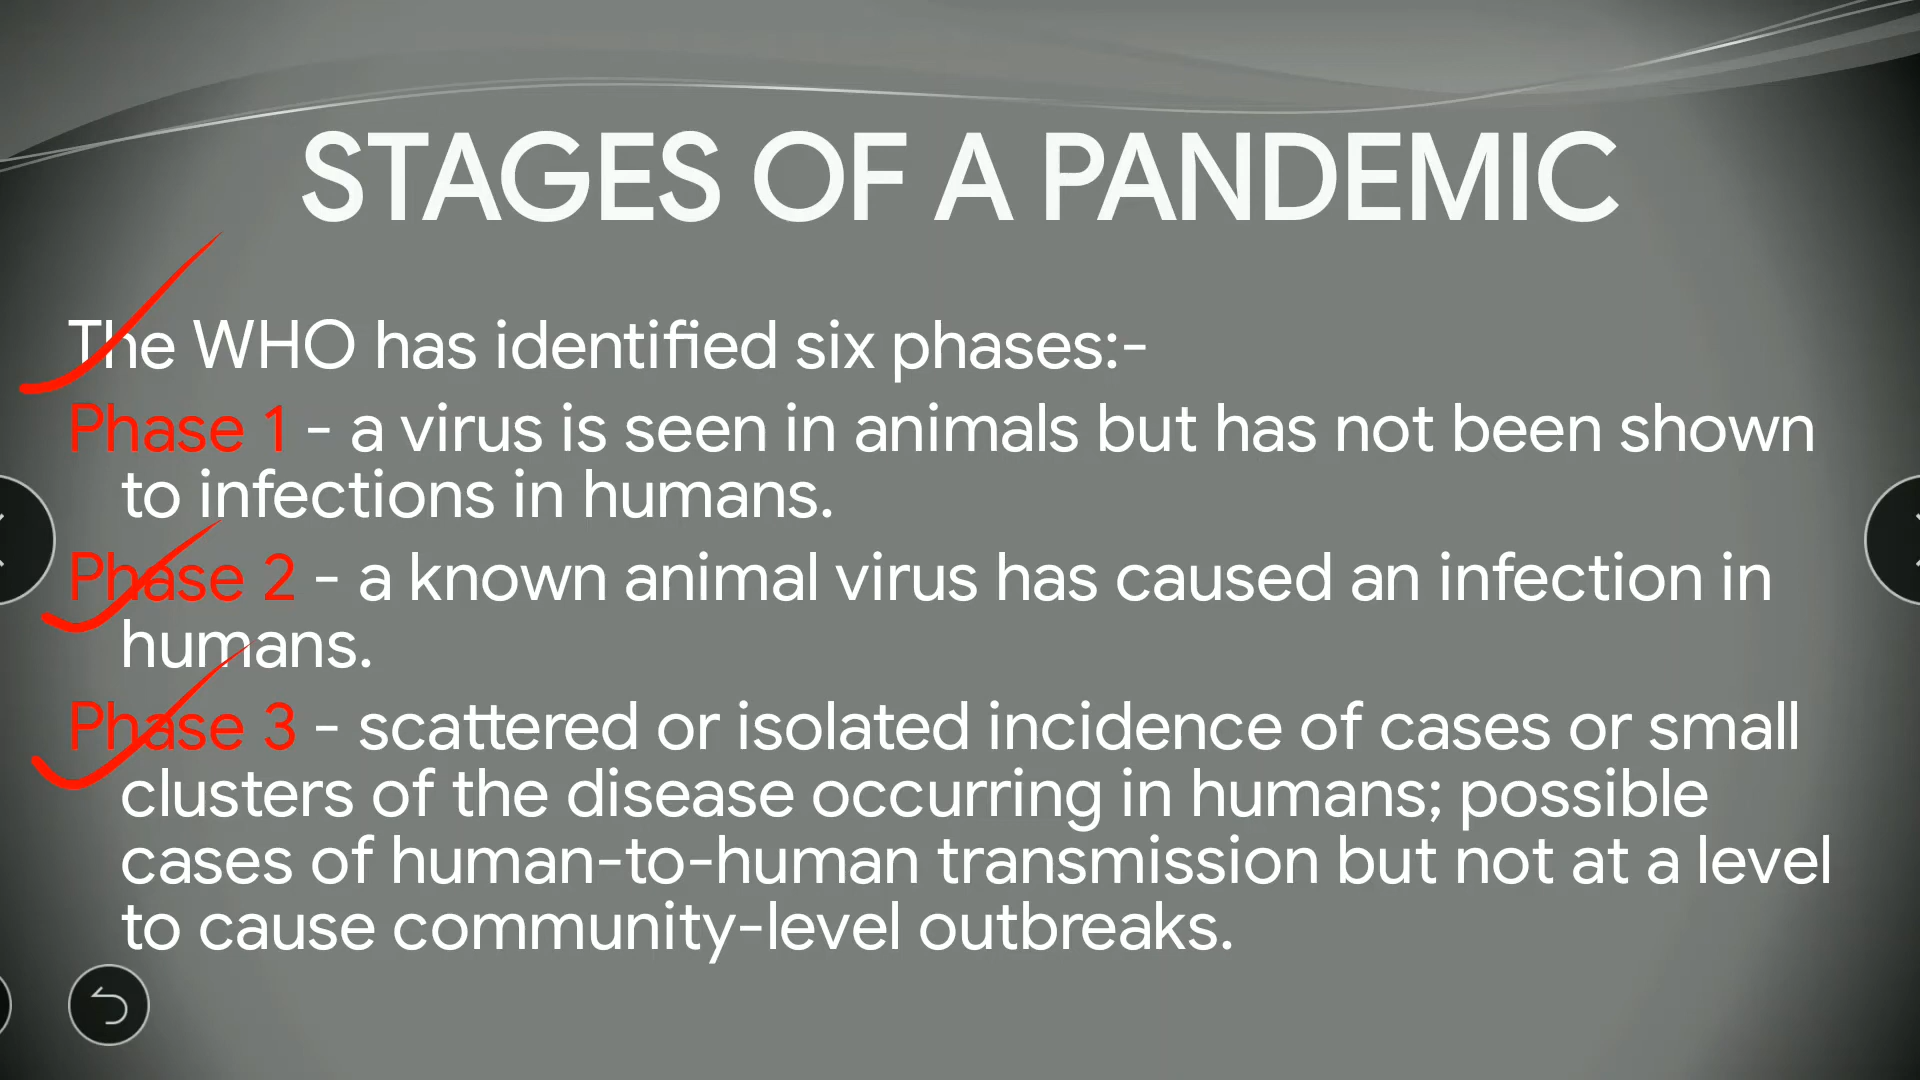 STAGES OF A PANDEMIC
The WHO has identified six phases:-
Phase 1 - a virus is seen in animals but has not been shown
to infections in humans.
Phase 2 - a known animal virus has caused an infection in
humans.
Phase 3 - scattered or isolated incidence of cases or small
clusters of the disease occurring in humans; possible
cases of human-to-human transmission but not at a level
to cause community-level outbreaks.